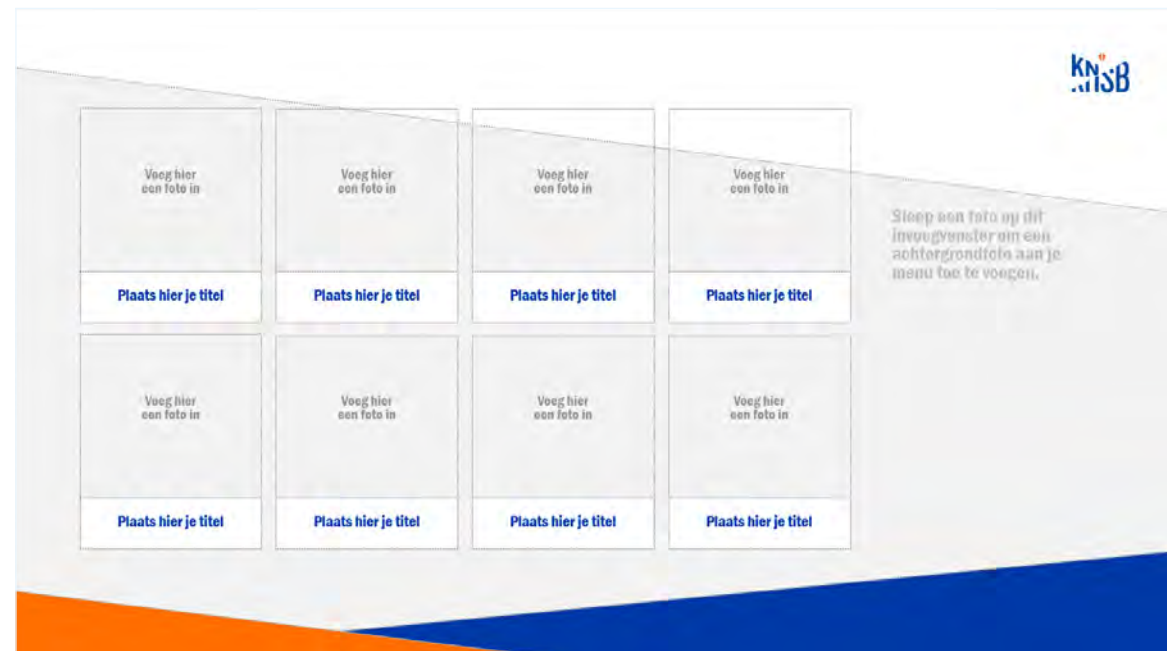 KNSB
Voeg hier
een foto in
Voeg hier
een foto in
Voeg hier
een foto in
Voeg hier
een foto in
Plaats hier je titel
Plaats hier je titel
Plaats hier je titel
Plaats hier je titel
Sleep een foto op dit
invoegvenster om een
achtergrondfoto aan je
menu toe te voegen.
Voeg hier
een foto in
Voeg hier
een foto in
Voeg hier
een foto in
Voeg hier
een foto in
Plaats hier je titel
Plaats hier je titel
Plaats hier je titel
Plaats hier je titel